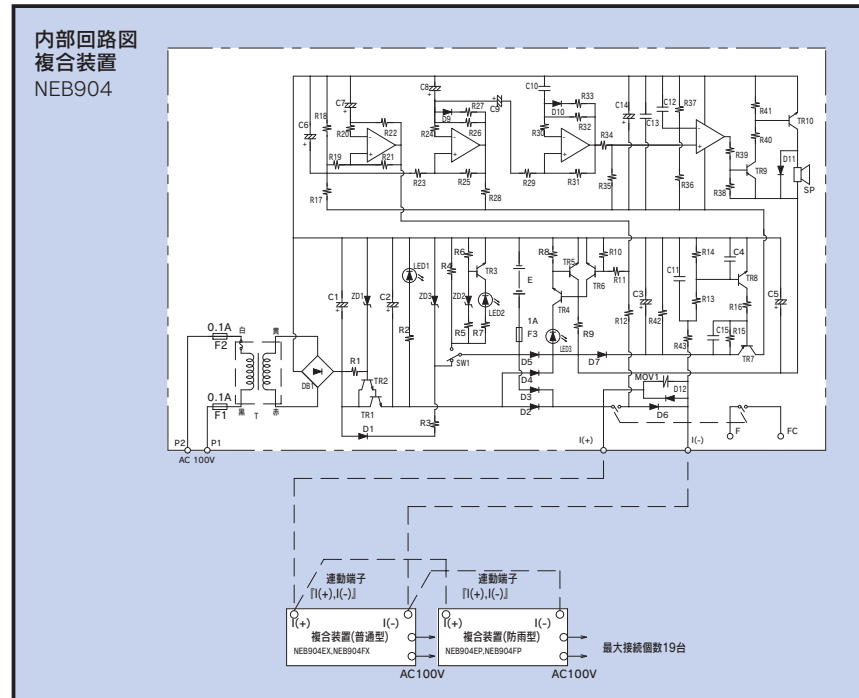 内部回路図
複合装置
NEB904
C6
R18
C7
R20
R22
R19
R21
R17
C8
C9
D9
R27
R24
R26
R23
R25
R28
C10
D10
R33
R30
R32
R34
R29
R31
R35
C14
C13
C12
R37
R36
R41
TR10
R40
R39
R38
TR9
D11
SP
C1
ZD1
C2
LED1
R2
R4
ZD3
R6
TR3
ZD2
LED2
R5
R7
SW1
E
1A
F3
R8
TR5
TR6
R10
TR4
R11
LED3
R9
R12
C3
R42
C11
R14
C4
TR8
R13
R16
C15
R15
R43
TR7
C5
D5
D7
D4
D3
D2
MOV1
D12
D6
0.1A
F2
白
黄
0.1A
F1
黒
T
赤
DB1
R1
TR2
TR1
D1
R3
P2
P1
AC 100V
I(+)
I(-)
F
FC
連動端子
『I(+),I(-)』
連動端子
『I(+),I(-)』
I(+)
I(-)
複合装置(普通型)
NEB904EX,NEB904FX
AC100V
I(+)
I(-)
複合装置(防雨型)
NEB904EP,NEB904FP
AC100V
最大接続個数19台